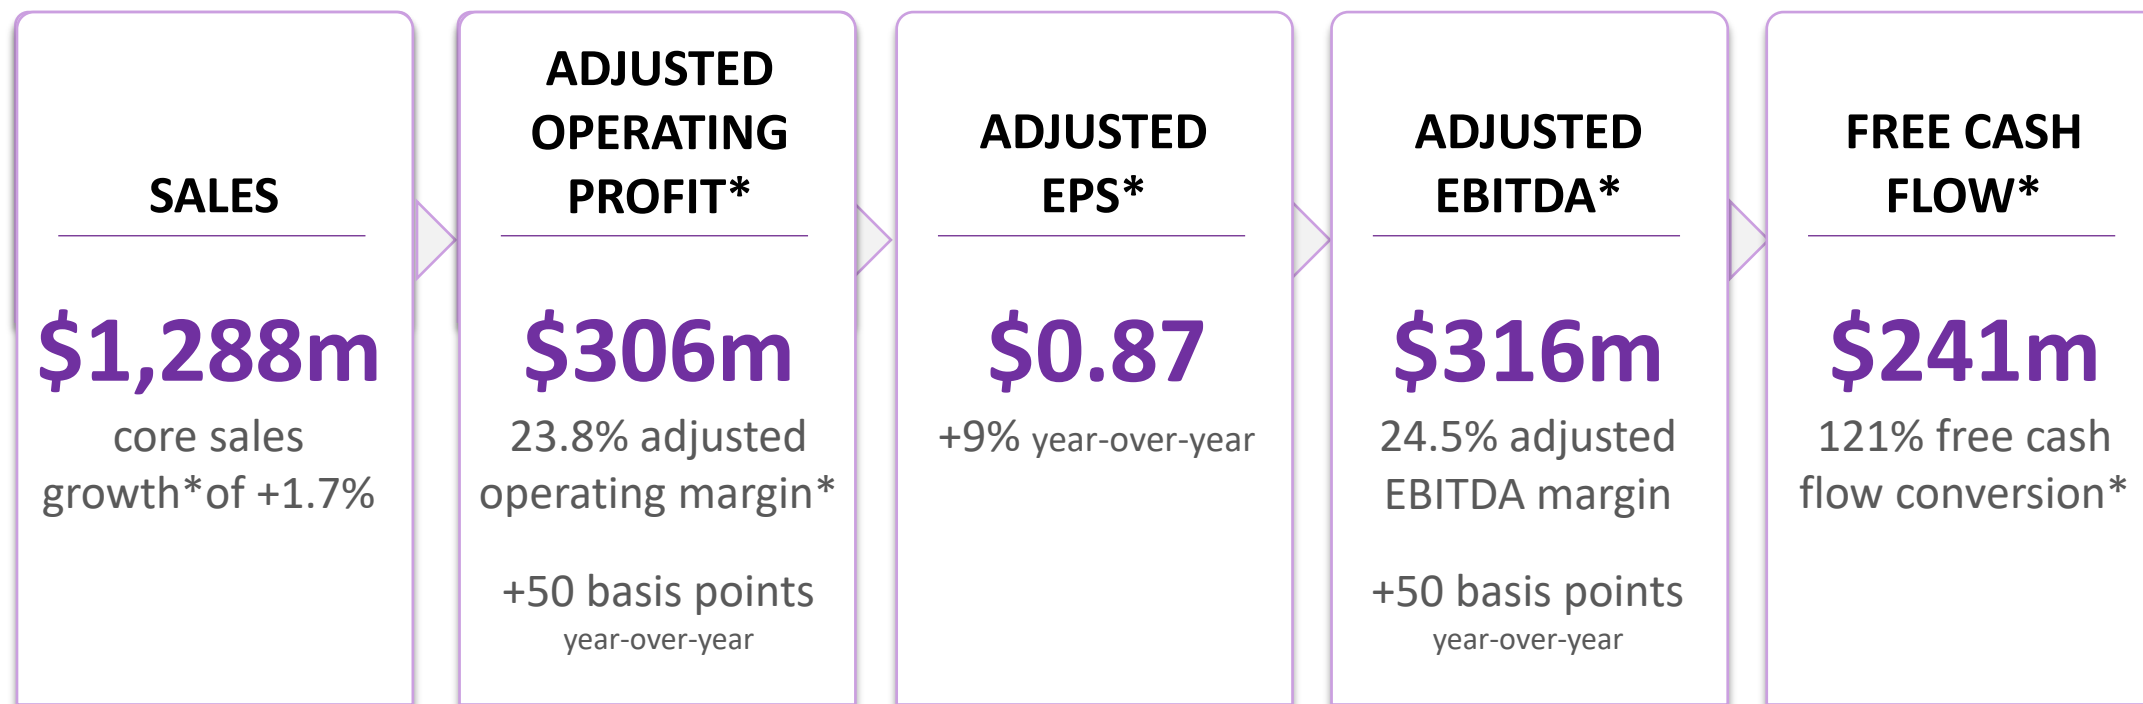 SALES
$1,288m
core sales
growth*of +1.7%
ADJUSTED
OPERATING
PROFIT*
$306m
23.8% adjusted
operating margin*
+50 basis points
year-over-year
ADJUSTED
EPS*
$0.87
+9% year-over-year
ADJUSTED
EBITDA*
$316m
24.5% adjusted
EBITDA margin
+50 basis points
year-over-year
FREE CASH
FLOW*
$241m
121% free cash
flow conversion*